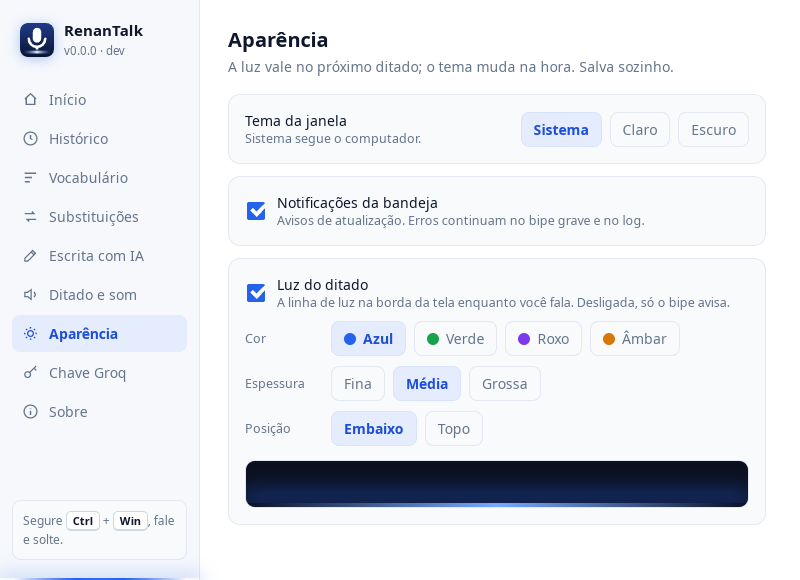 RenanTalk
v0.0.0 · dev
Início
Histórico
Vocabulário
Substituições
Escrita com IA
Ditado e som
Aparência
Chave Groq
Sobre
Segure Ctrl + Win, fale
e solte.
Aparência
A luz vale no próximo ditado; o tema muda na hora. Salva sozinho.
Tema da janela
Sistema segue o computador.
Sistema Claro Escuro
Notificações da bandeja
Avisos de atualização. Erros continuam no bipe grave e no log.
Luz do ditado
A linha de luz na borda da tela enquanto você fala. Desligada, só o bipe avisa.
Cor Azul Verde Roxo Âmbar
Espessura Fina Média Grossa
Posição Embaixo Topo